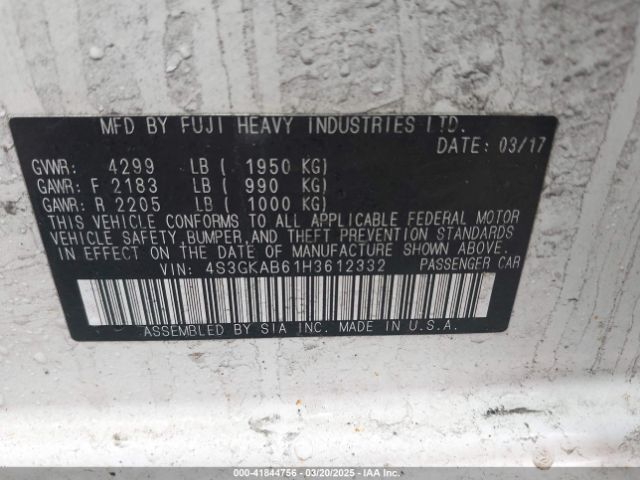 MFD BY FUJI HEAVY INDUSTRIES LTD.
DATE: 03/17
GVWR: 4299 LB ( 1950 KG)
GAWR: F 2183 LB ( 990 KG)
GAWR: R 2205 LB ( 1000 KG)
THIS VEHICLE CONFORMS TO ALL APPLICABLE FEDERAL MOTOR
VEHICLE SAFETY, BUMPER, AND THEFT PREVENTION STANDARDS
IN EFFECT ON THE DATE OF MANUFACTURE SHOWN ABOVE.
VIN: 4S3GKAB61H3612332 PASSENGER CAR
ASSEMBLED BY SIA INC. MADE IN U.S.A.
000-41844756 — 03/20/2025 — IAA Inc.